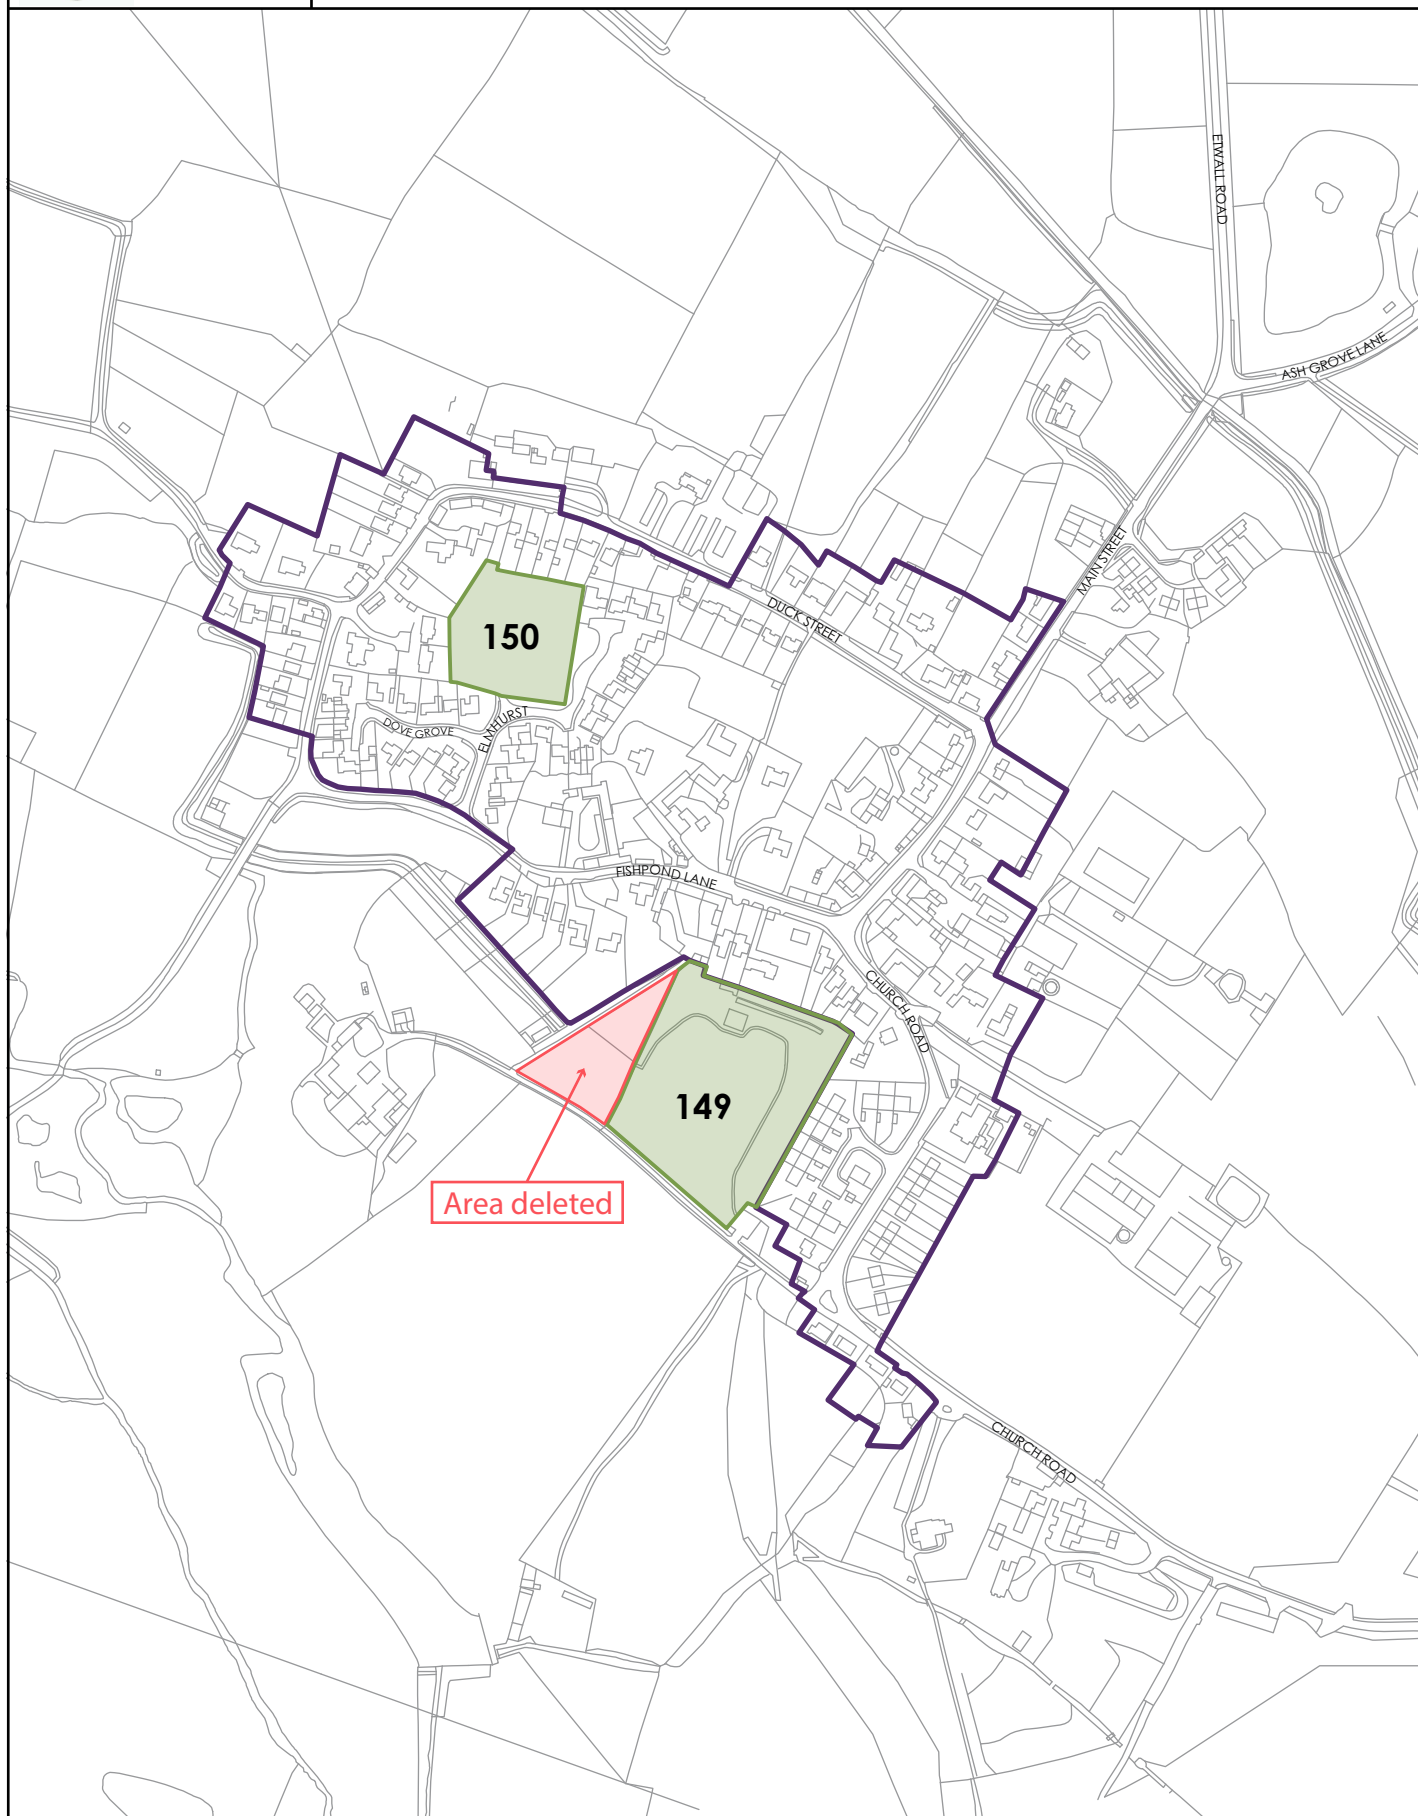 ETWALL ROAD
ASH GROVE LANE
MAIN STREET
DUCK STREET
150
ELMHURST
DOVE GROVE
FISHPOND LANE
CHURCH ROAD
149
Area deleted
CHURCH ROAD